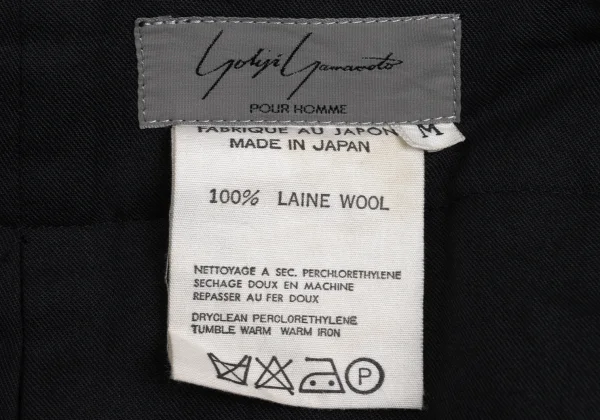 Yohji Yamamoto
POUR HOMME
FABRIQUE AU JAPON
M
MADE IN JAPAN
100% LAINE WOOL
NETTOYAGE A SEC. PERCHLORETHYLENE
SECHAGE DOUX EN MACHINE
REPASSER AU FER DOUX
DRYCLEAN PERCLORETHYLENE
TUMBLE WARM WARM IRON
P